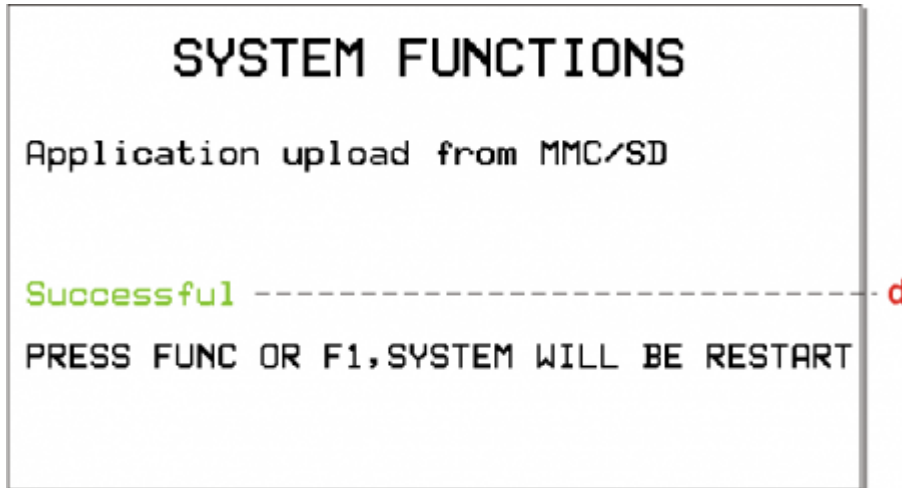 SYSTEM FUNCTIONS
Application upload from MMC/SD
Successful
d
PRESS FUNC OR F1,SYSTEM WILL BE RESTART